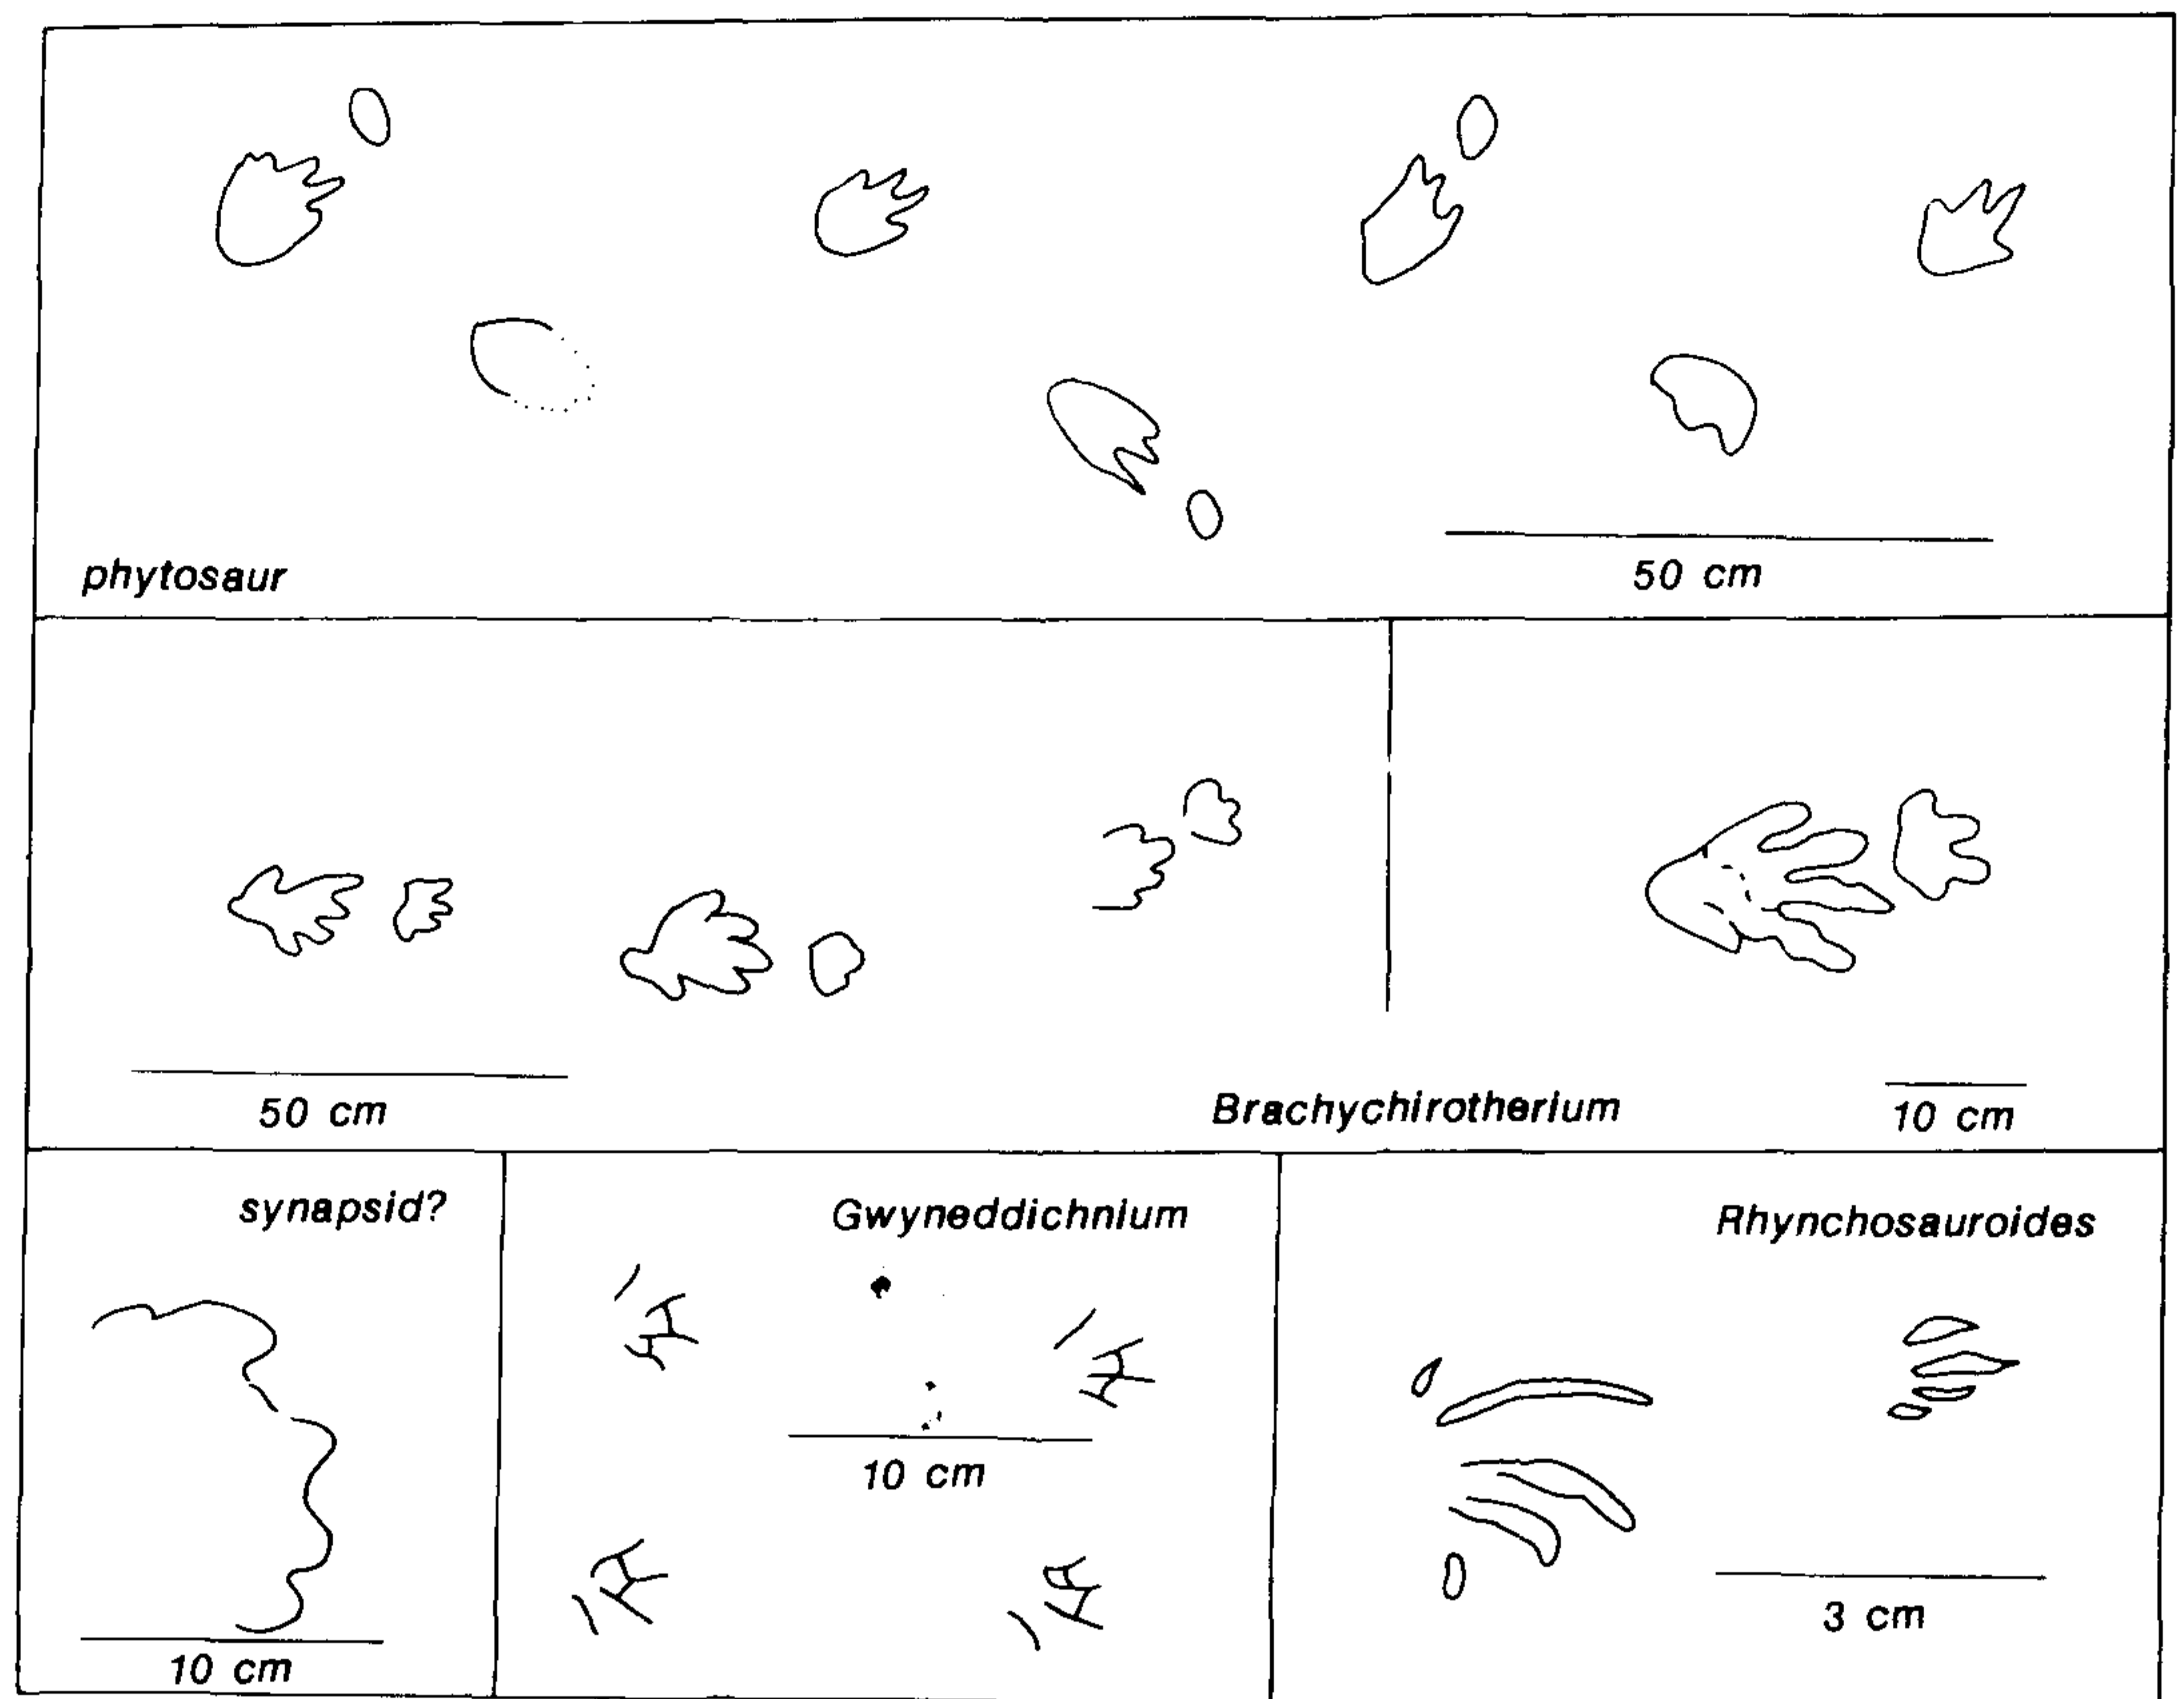 phytosaur
50 cm
50 cm
Brachychirotherium
10 cm
synapsid?
Gwyneddichnium
Rhynchosauroides
10 cm
3 cm
10 cm